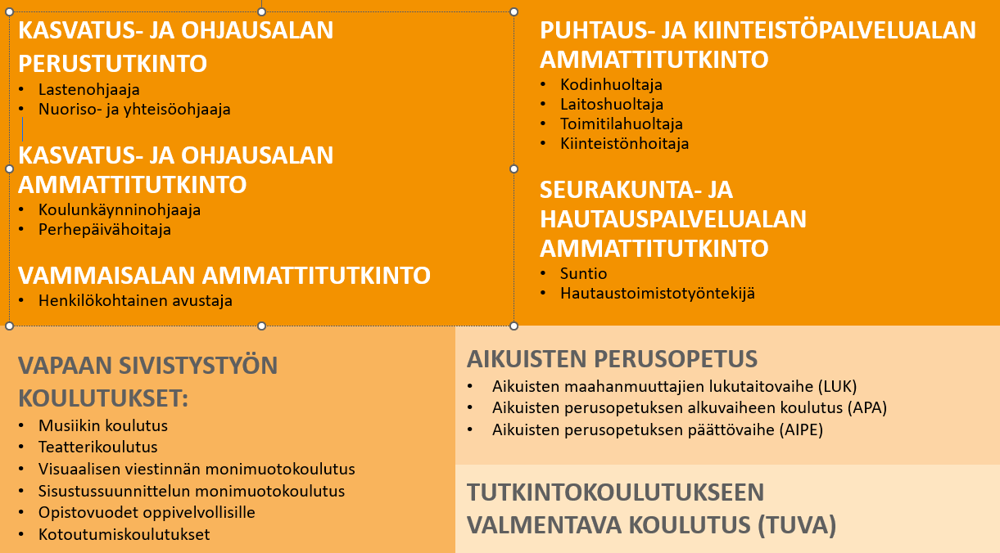 KASVATUS- JA OHJAUSALAN
PERUSTUTKINTO
• Lastenohjaaja
• Nuoriso- ja yhteisöohjaaja
KASVATUS- JA OHJAUSALAN
AMMATTITUTKINTO
• Koulunkäynninohjaaja
• Perhepäivähoitaja
VAMMAISALAN AMMATTITUTKINTO
• Henkilökohtainen avustaja
PUHTAUS- JA KIINTEISTÖPALVELUALAN
AMMATTITUTKINTO
• Kodinhuoltaja
• Laitoshuoltaja
• Toimitilahuoltaja
• Kiinteistönhoitaja
SEURAKUNTA- JA
HAUTAUSPALVELUALAN
AMMATTITUTKINTO
• Suntio
• Hautaustoimistotyöntekijä
VAPAAN SIVISTYSTYÖN
KOULUTUKSET:
• Musiikin koulutus
• Teatterikoulutus
• Visuaalisen viestinnän monimuotokoulutus
• Sisustussuunnittelun monimuotokoulutus
• Opistovuodet oppivelvollisille
• Kotoutumiskoulutukset
AIKUISTEN PERUSOPETUS
• Aikuisten maahanmuuttajien lukutaitovaihe (LUK)
• Aikuisten perusopetuksen alkuvaiheen koulutus (APA)
• Aikuisten perusopetuksen päättövaihe (AIPE)
TUTKINTOKOULUTUKSEEN
VALMENTAVA KOULUTUS (TUVA)